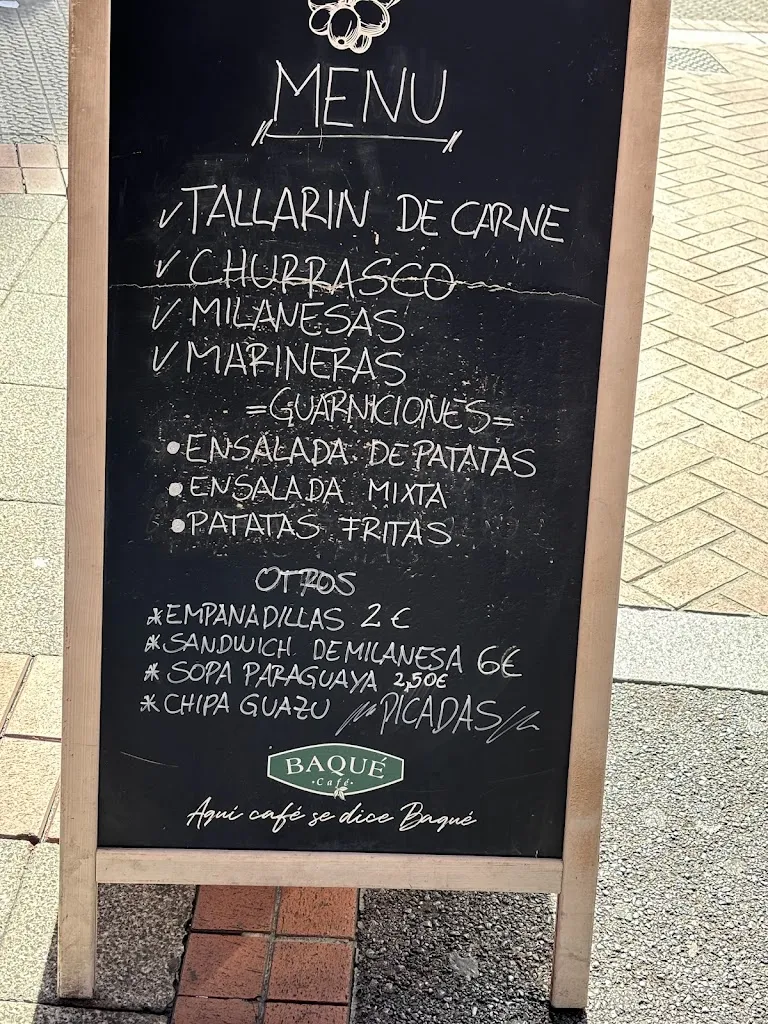 MENU
✓ TALLARIN DE CARNE
✓ CHURRASCO
✓ MILANESAS
✓ MARINERAS
=GUARNICIONES=
• ENSALADA DE PATATAS
• ENSALADA MIXTA
• PATATAS FRITAS
OTROS
* EMPANADILLAS 2 €
* SANDWICH DE MILANESA 6€
* SOPA PARAGUAYA 2,50€
* CHIPA GUAZU PICADAS
BAQUÉ
·Café·
Aquí café se dice Baqué